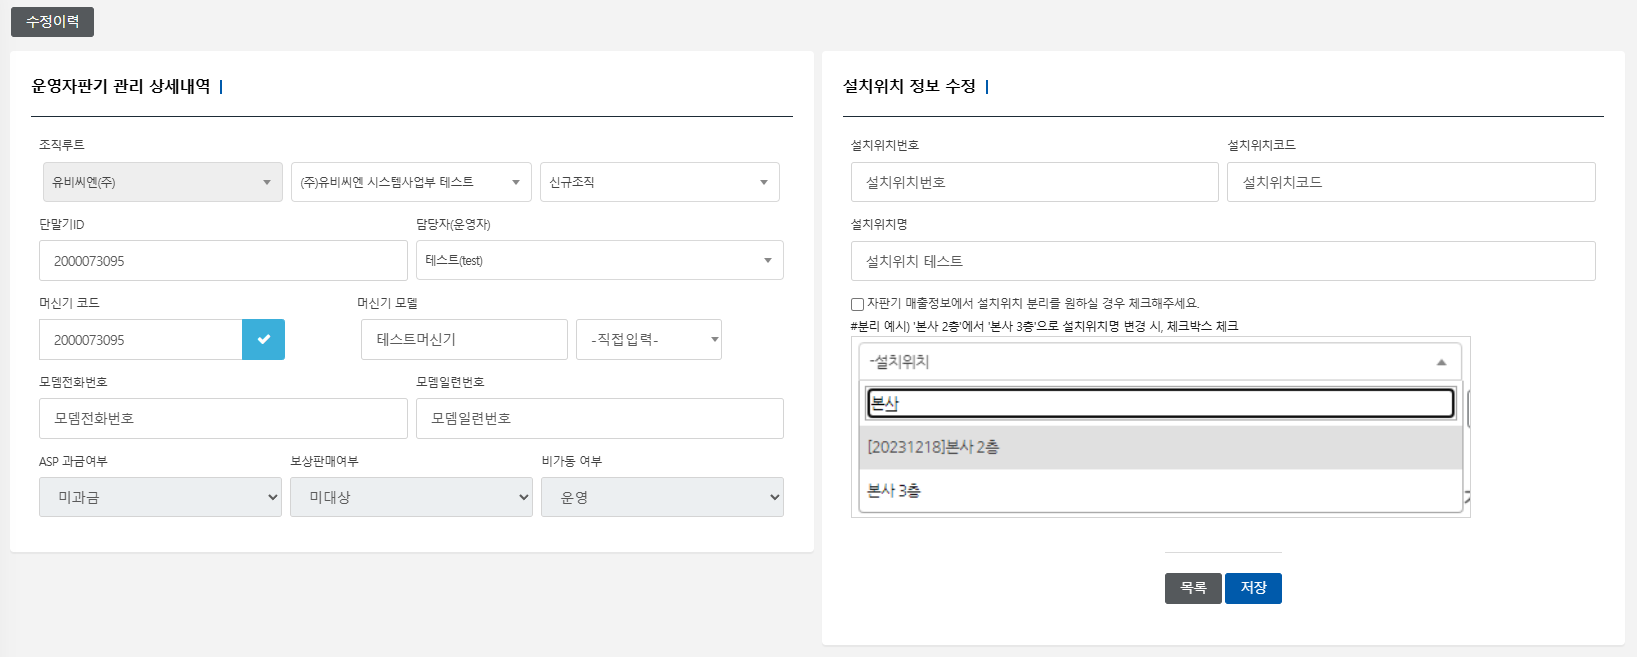 수정이력
운영자판기 관리 상세내역
조직루트
유비씨엔(주) (주)유비씨엔 시스템사업부 테스트 신규조직
단말기ID 담당자(운영자)
2000073095 테스트(test)
머신기 코드 머신기 모델
2000073095 테스트머신기 -직접입력-
모뎀전화번호 모뎀일련번호
모뎀전화번호 모뎀일련번호
ASP 과금여부 보상판매여부 비가동 여부
미과금 미대상 운영
설치위치 정보 수정
설치위치번호 설치위치코드
설치위치번호 설치위치코드
설치위치명
설치위치 테스트
자판기 매출정보에서 설치위치 분리를 원하실 경우 체크해주세요.
#분리 예시) '본사 2층'에서 '본사 3층'으로 설치위치명 변경 시, 체크박스 체크
-설치위치
본사
[20231218]본사 2층
본사 3층
목록 저장